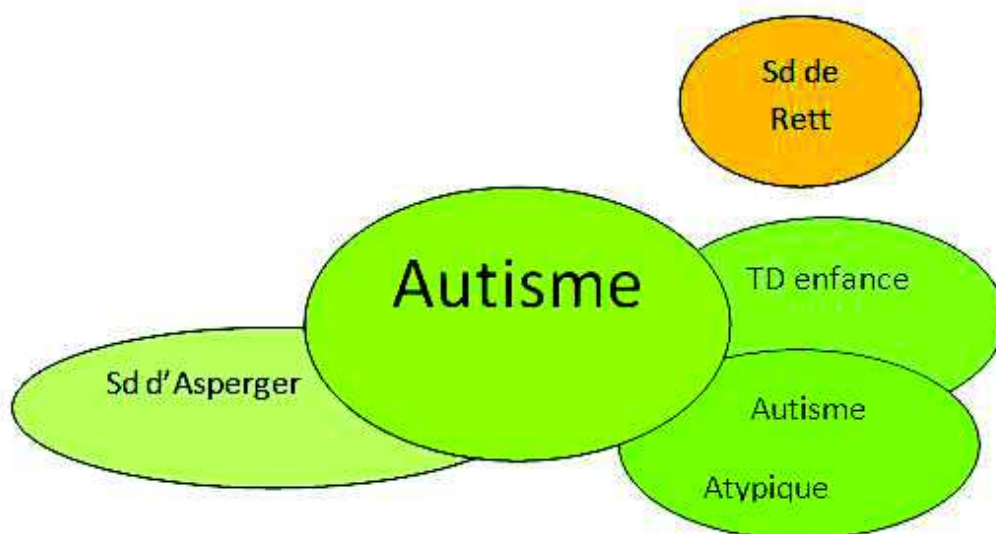 Sd de
Rett
Autisme
TD enfance
Sd d'Asperger
Autisme
Atypique